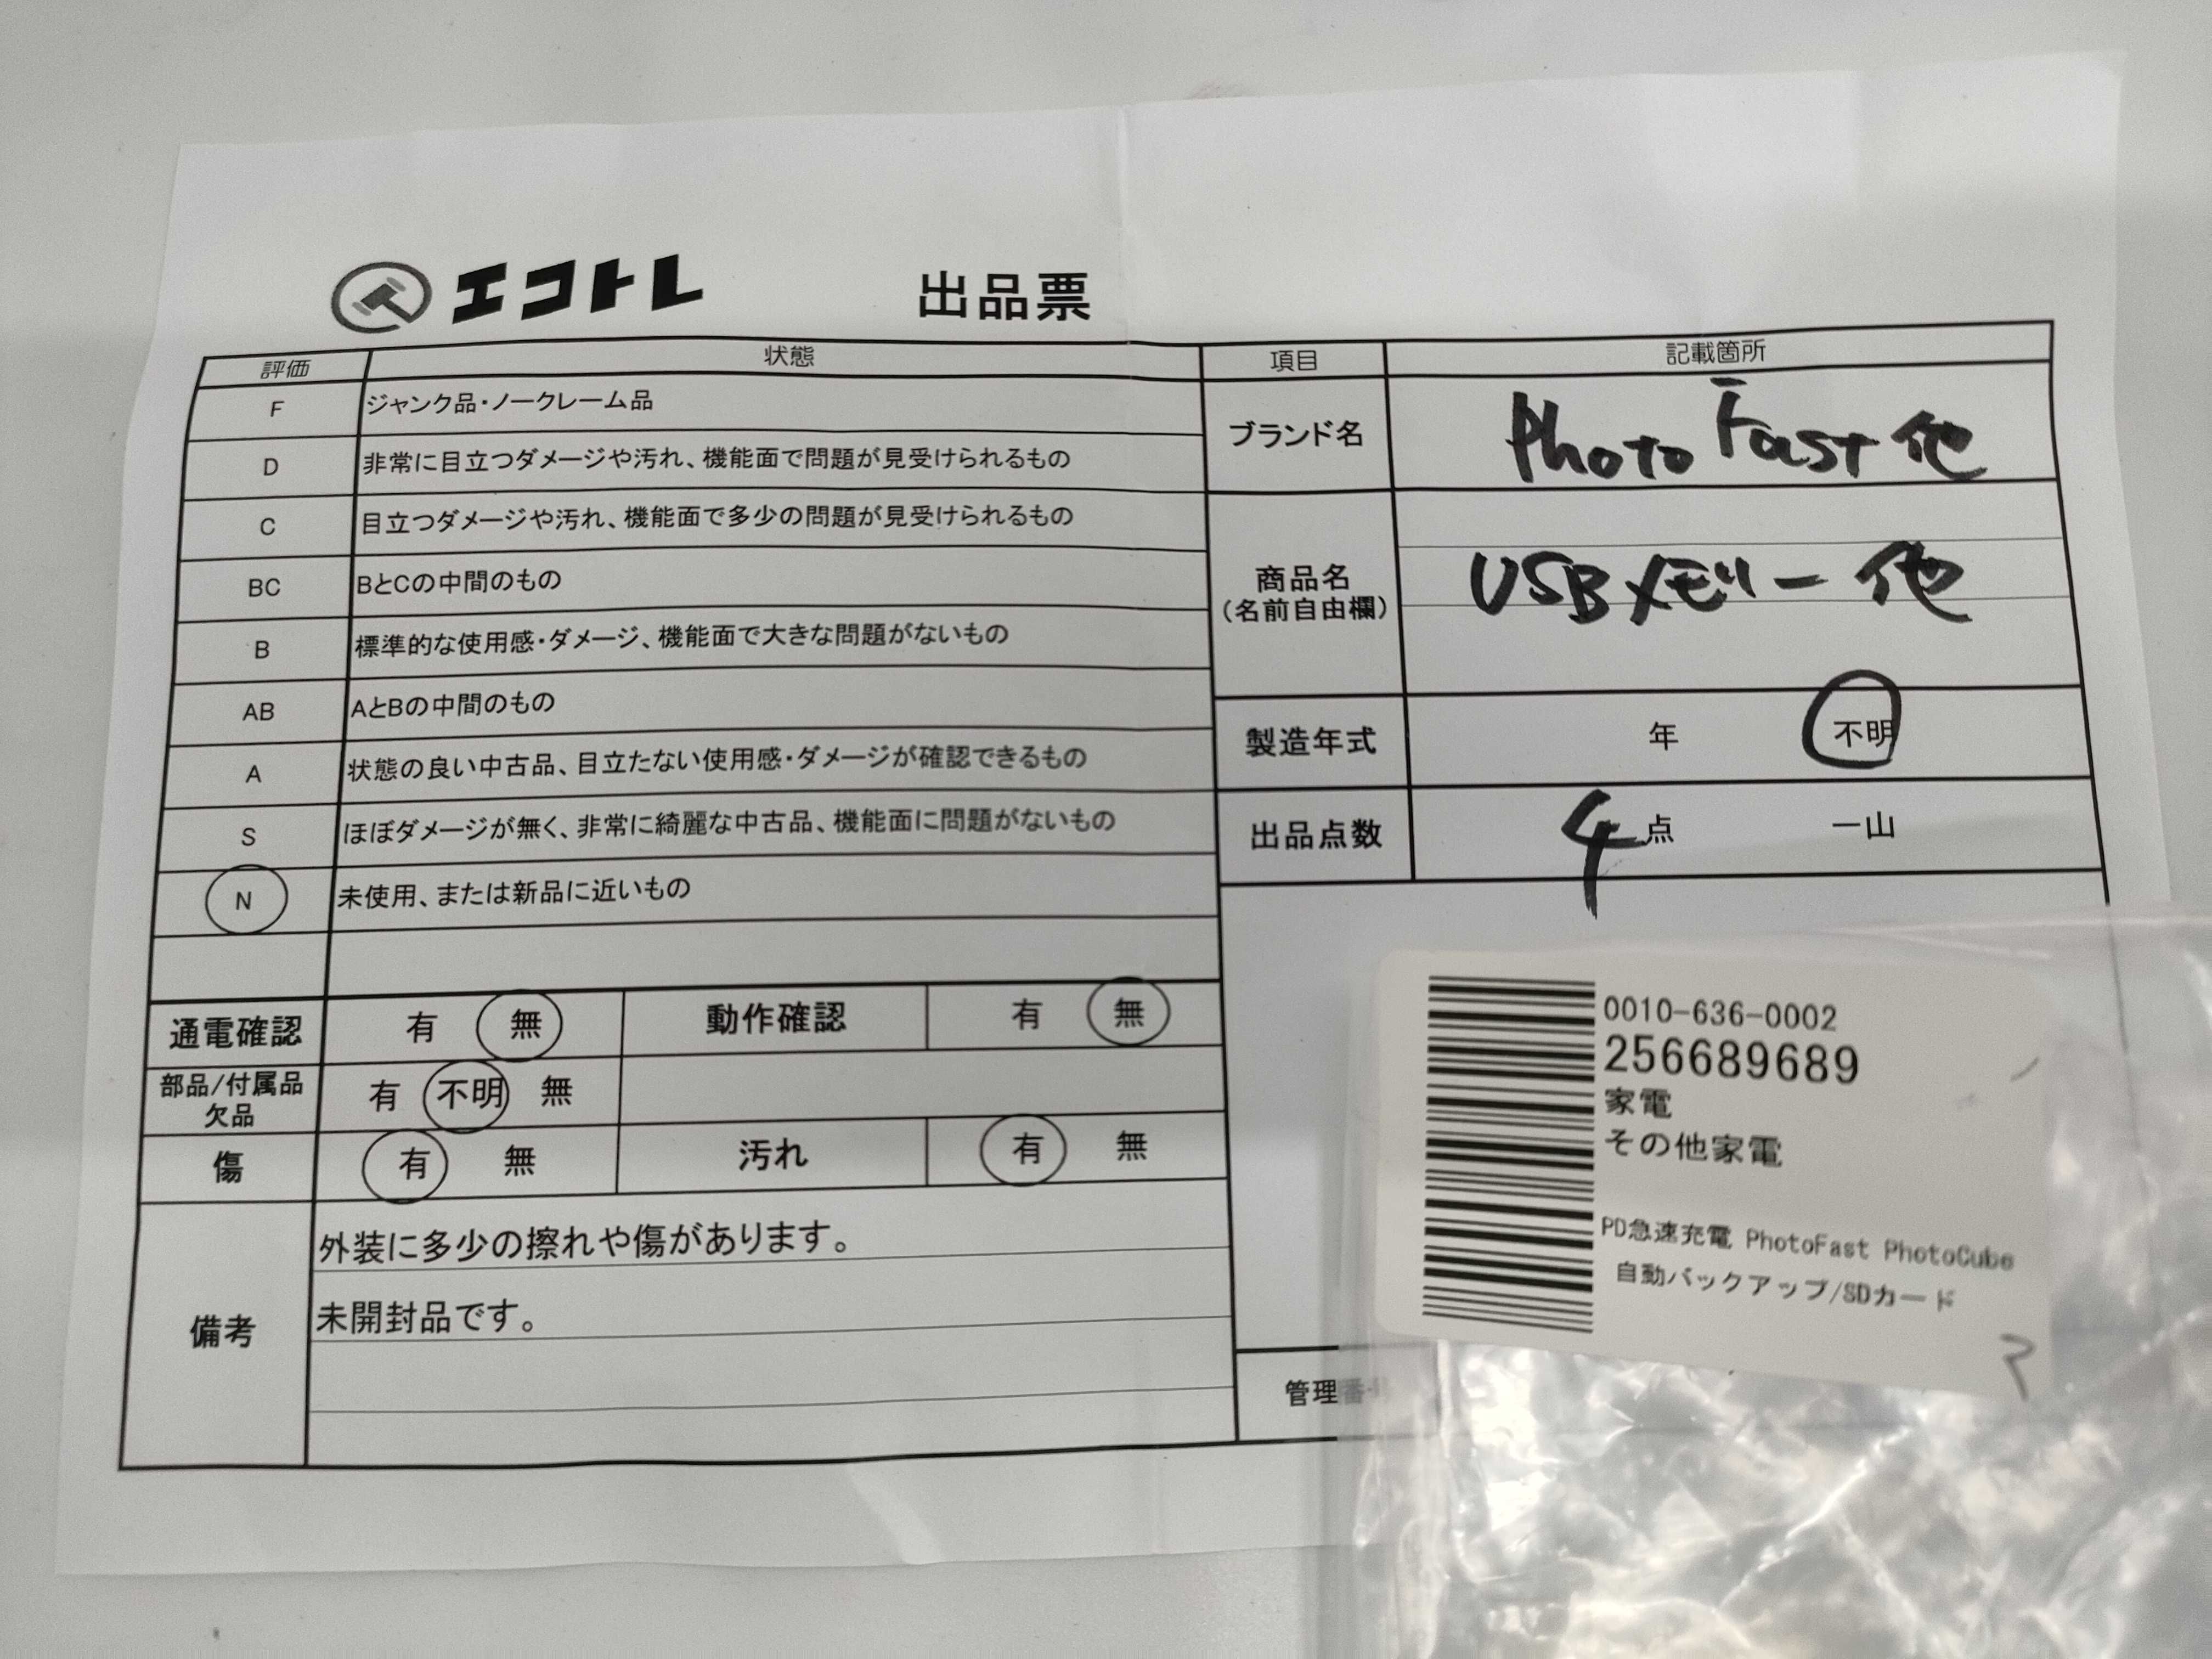 エコトレ 出品票
評価 状態
F ジャンク品・ノークレーム品
D 非常に目立つダメージや汚れ、機能面で問題が見受けられるもの
C 目立つダメージや汚れ、機能面で多少の問題が見受けられるもの
BC BとCの中間のもの
B 標準的な使用感・ダメージ、機能面で大きな問題がないもの
AB AとBの中間のもの
A 状態の良い中古品、目立たない使用感・ダメージが確認できるもの
S ほぼダメージが無く、非常に綺麗な中古品、機能面に問題がないもの
N 未使用、または新品に近いもの
通電確認 有 無 動作確認 有 無
部品/付属品
欠品 有 不明 無
傷 有 無 汚れ 有 無
備考
外装に多少の擦れや傷があります。
未開封品です。
項目 記載箇所
ブランド名 PhotoFast 他
商品名
(名前自由欄)
USBメモリー 他
製造年式 年 不明
出品点数 4点 一山
管理番
0010-636-0002
256689689
家電
その他家電
PD急速充電 PhotoFast PhotoCube
自動バックアップ/SDカード